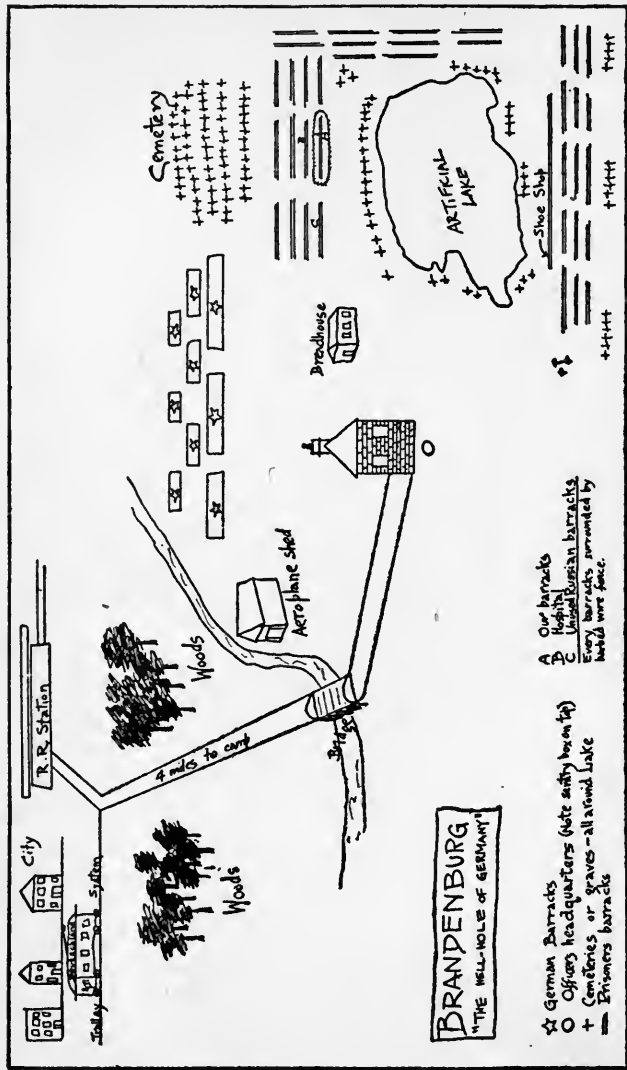 City
R.R. Station
Trolley System
Woods
Woods
4 miles to camp
Bridge
Aeroplane shed
Cemetery
C
Breadhouse
ARTIFICIAL
LAKE
Shoe Shop
BRANDENBURG
"THE HELL-HOLE OF GERMANY"
☆ German Barracks
O Officers headquarters (Note sentry box on top)
+ Cemeteries or graves-all around Lake
— Prisoners barracks
A Our barracks
B Hospital
C Unused Russian barracks
Every barracks surrounded by
barbed wire fence.